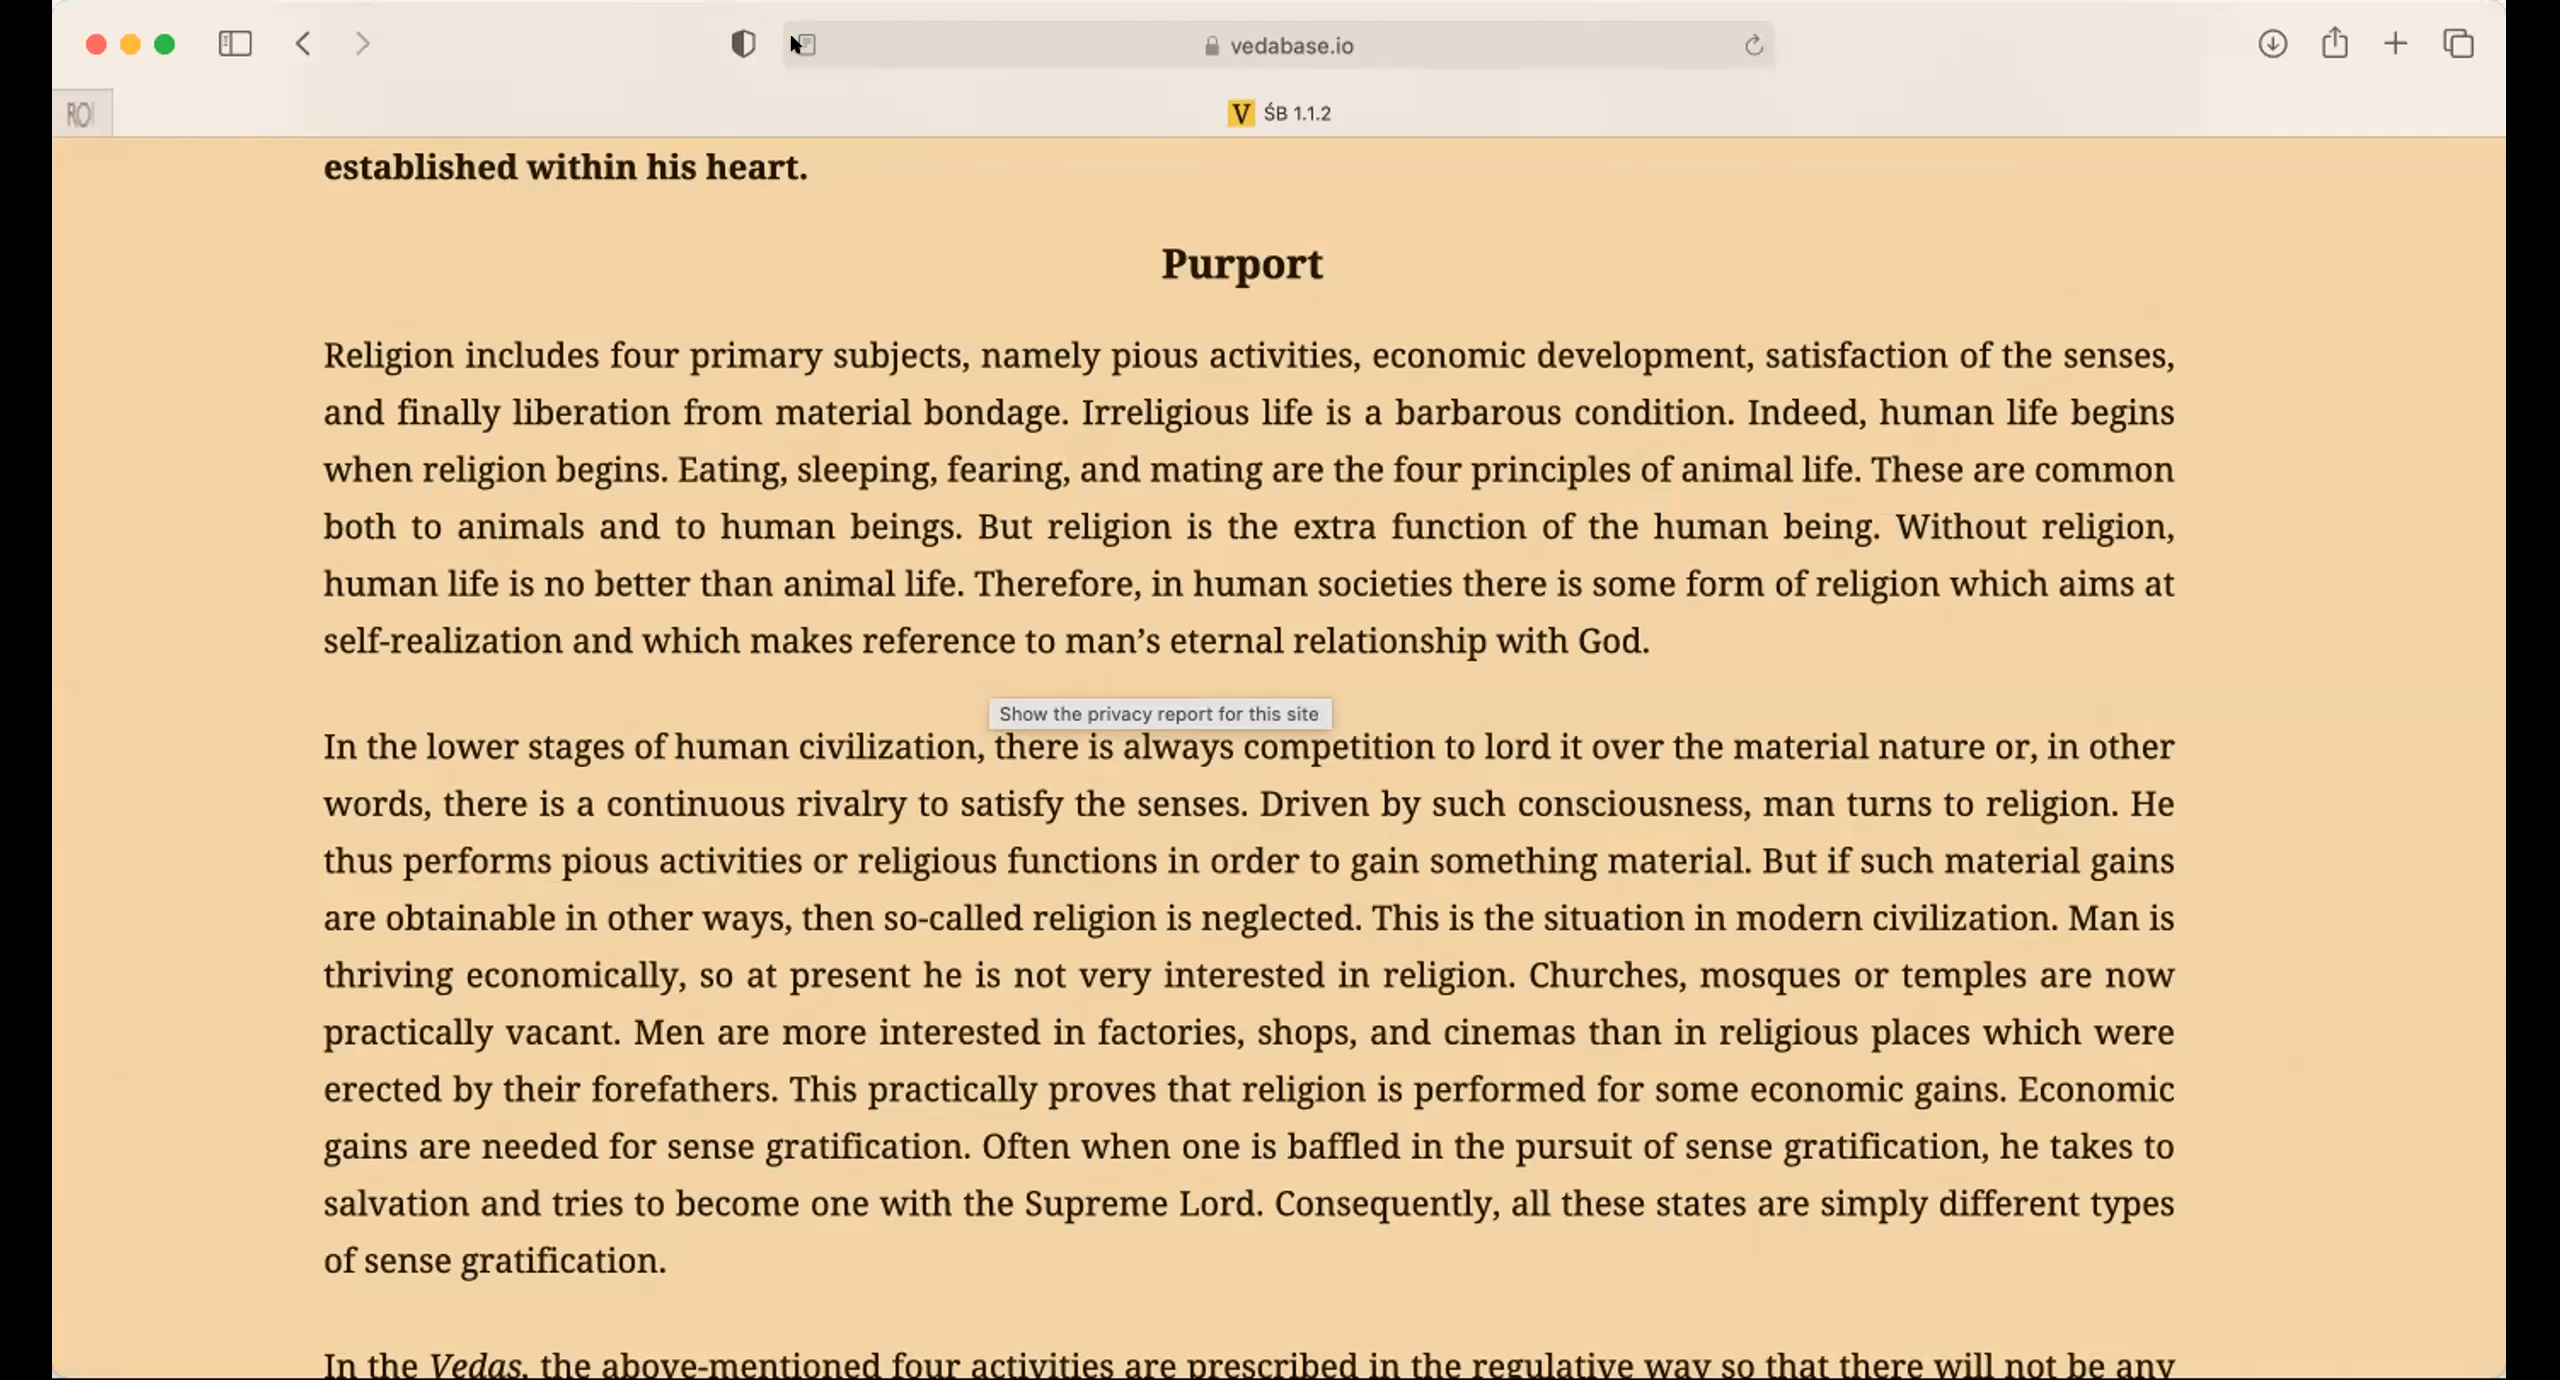 vedabase.io
ROI
V ŚB 1.1.2
established within his heart.
Purport
Religion includes four primary subjects, namely pious activities, economic development, satisfaction of the senses,
and finally liberation from material bondage. Irreligious life is a barbarous condition. Indeed, human life begins
when religion begins. Eating, sleeping, fearing, and mating are the four principles of animal life. These are common
both to animals and to human beings. But religion is the extra function of the human being. Without religion,
human life is no better than animal life. Therefore, in human societies there is some form of religion which aims at
self-realization and which makes reference to man’s eternal relationship with God.
Show the privacy report for this site
In the lower stages of human civilization, there is always competition to lord it over the material nature or, in other
words, there is a continuous rivalry to satisfy the senses. Driven by such consciousness, man turns to religion. He
thus performs pious activities or religious functions in order to gain something material. But if such material gains
are obtainable in other ways, then so-called religion is neglected. This is the situation in modern civilization. Man is
thriving economically, so at present he is not very interested in religion. Churches, mosques or temples are now
practically vacant. Men are more interested in factories, shops, and cinemas than in religious places which were
erected by their forefathers. This practically proves that religion is performed for some economic gains. Economic
gains are needed for sense gratification. Often when one is baffled in the pursuit of sense gratification, he takes to
salvation and tries to become one with the Supreme Lord. Consequently, all these states are simply different types
of sense gratification.
In the Vedas, the above-mentioned four activities are prescribed in the regulative way so that there will not be any